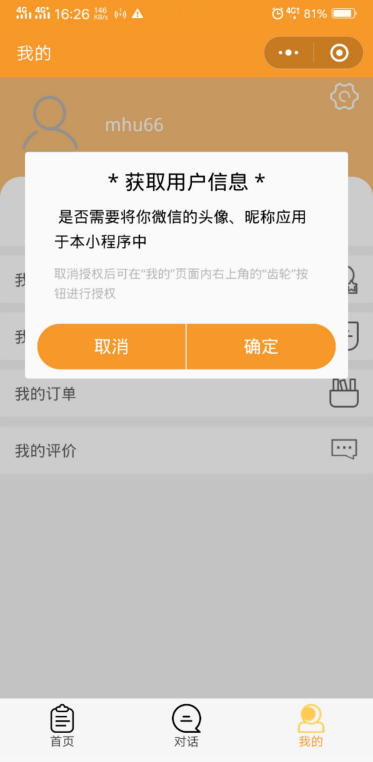 4G 4G+ 16:26 146 KB/s 4G 81%
我的
mhu66
* 获取用户信息 *
是否需要将你微信的头像、昵称应用
于本小程序中
取消授权后可在“我的”页面内右上角的“齿轮”按
钮进行授权
取消 确定
我
我
我的订单
我的评价
首页 对话 我的